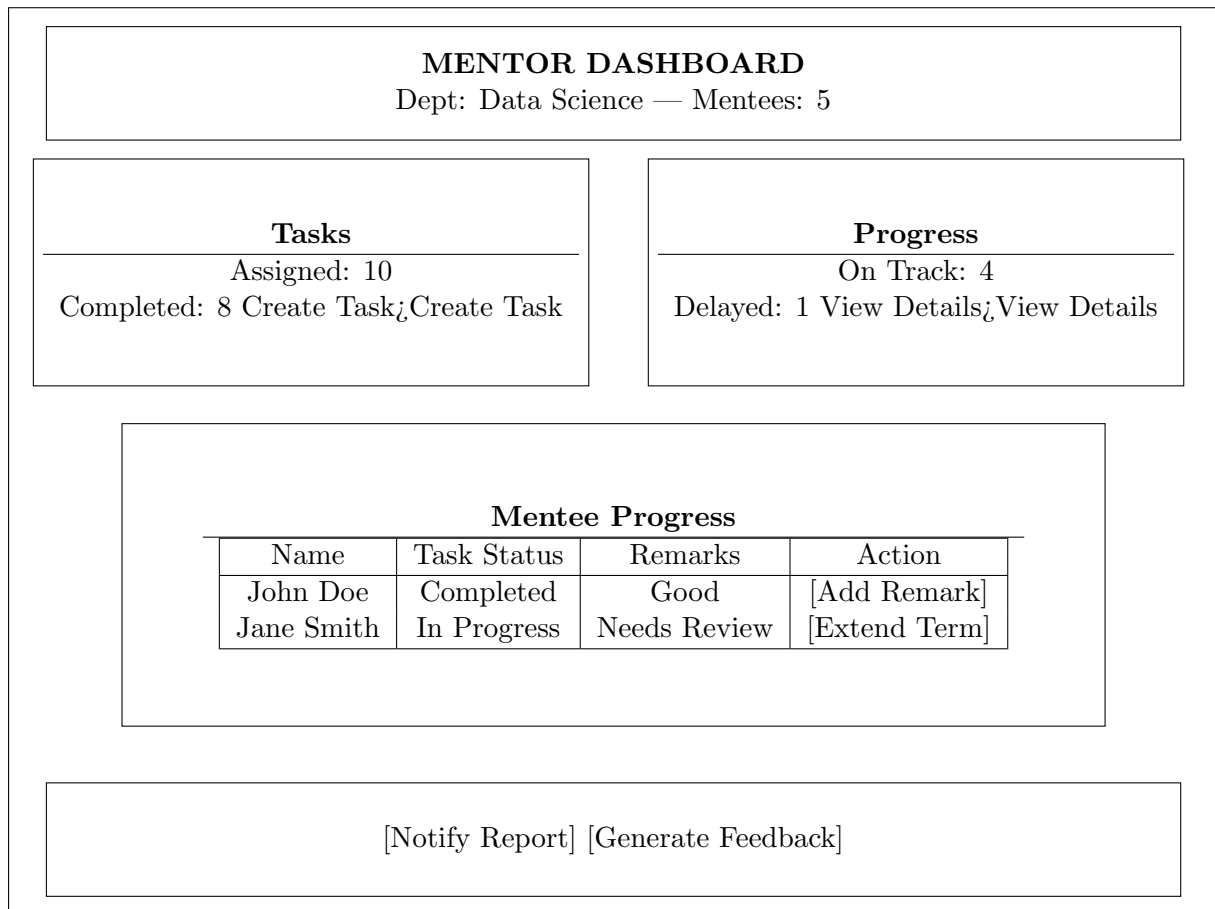 MENTOR DASHBOARD
Dept: Data Science — Mentees: 5
Tasks
Assigned: 10
Completed: 8 Create Task¿Create Task
Progress
On Track: 4
Delayed: 1 View Details¿View Details
Mentee Progress
Name Task Status Remarks Action
John Doe Completed Good [Add Remark]
Jane Smith In Progress Needs Review [Extend Term]
[Notify Report] [Generate Feedback]